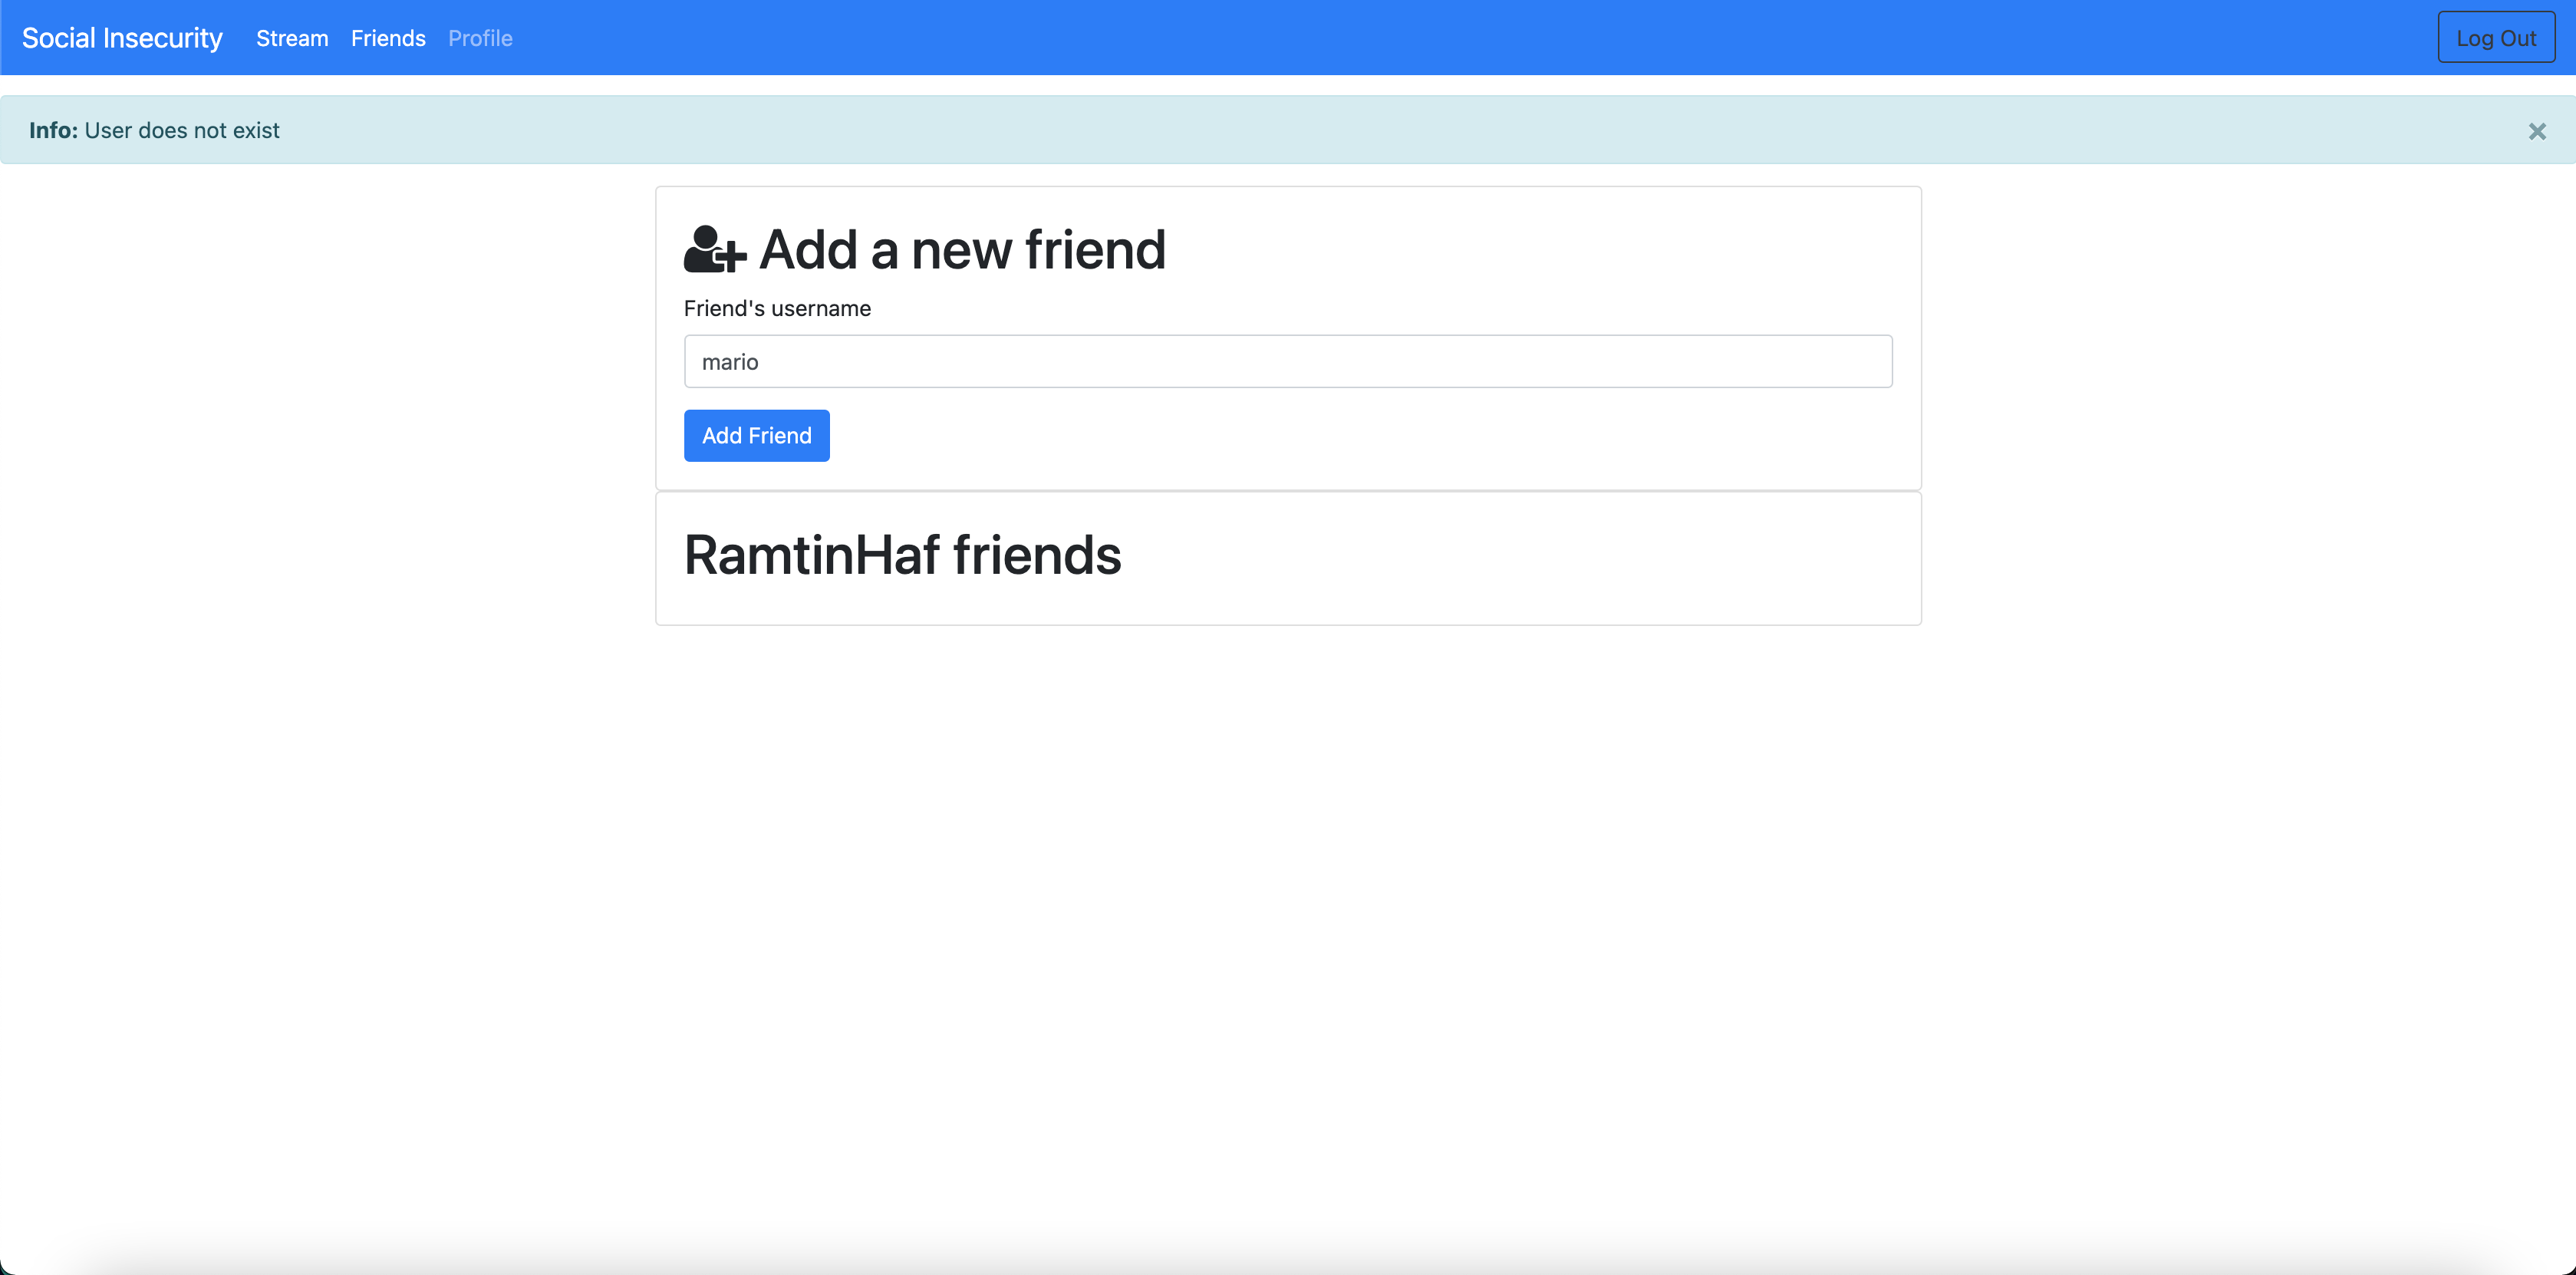 Social Insecurity Stream Friends Profile Log Out
Info: User does not exist ×
Add a new friend
Friend's username
mario
Add Friend
RamtinHaf friends